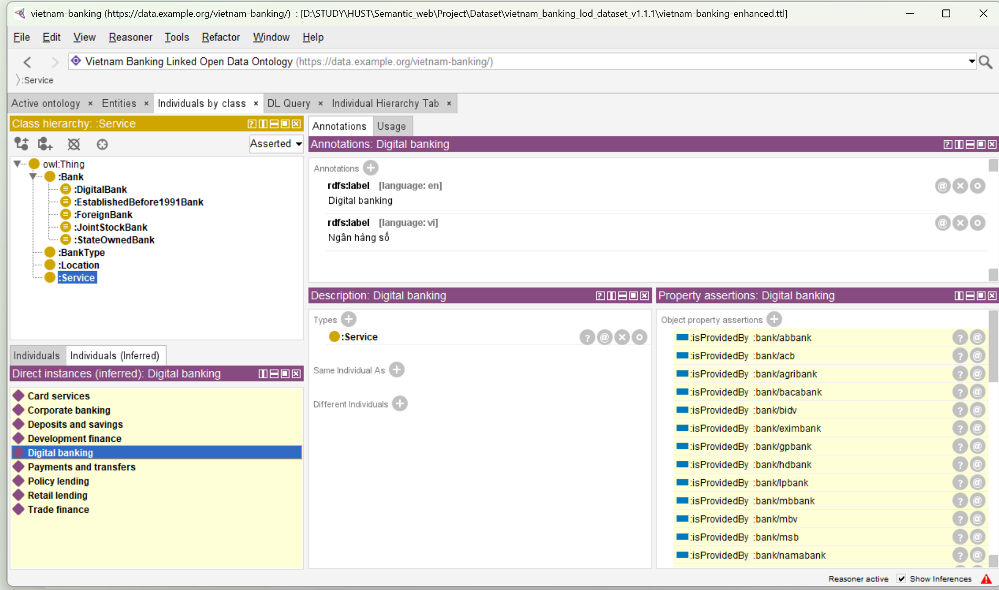 vietnam-banking (https://data.example.org/vietnam-banking/) : [D:\STUDY\HUST\Semantic_web\Project\Dataset\vietnam_banking_lod_dataset_v1.1.1\vietnam-banking-enhanced.ttl]
File Edit View Reasoner Tools Refactor Window Help
Vietnam Banking Linked Open Data Ontology (https://data.example.org/vietnam-banking/)
:Service
Active ontology × Entities × Individuals by class × DL Query × Individual Hierarchy Tab ×
Class hierarchy: :Service
Asserted
owl:Thing
:Bank
:DigitalBank
:EstablishedBefore1991Bank
:ForeignBank
:JointStockBank
:StateOwnedBank
:BankType
:Location
:Service
Individuals Individuals (Inferred)
Direct instances (inferred): Digital banking
Card services
Corporate banking
Deposits and savings
Development finance
Digital banking
Payments and transfers
Policy lending
Retail lending
Trade finance
Annotations Usage
Annotations: Digital banking
Annotations
rdfs:label [language: en]
Digital banking
rdfs:label [language: vi]
Ngân hàng số
Description: Digital banking
Types
:Service
Same Individual As
Different Individuals
Property assertions: Digital banking
Object property assertions
:isProvidedBy :bank/abbank
:isProvidedBy :bank/acb
:isProvidedBy :bank/agribank
:isProvidedBy :bank/bacabank
:isProvidedBy :bank/bidv
:isProvidedBy :bank/eximbank
:isProvidedBy :bank/gpbank
:isProvidedBy :bank/hdbank
:isProvidedBy :bank/lpbank
:isProvidedBy :bank/mbbank
:isProvidedBy :bank/mbv
:isProvidedBy :bank/msb
:isProvidedBy :bank/namabank
Reasoner active Show Inferences